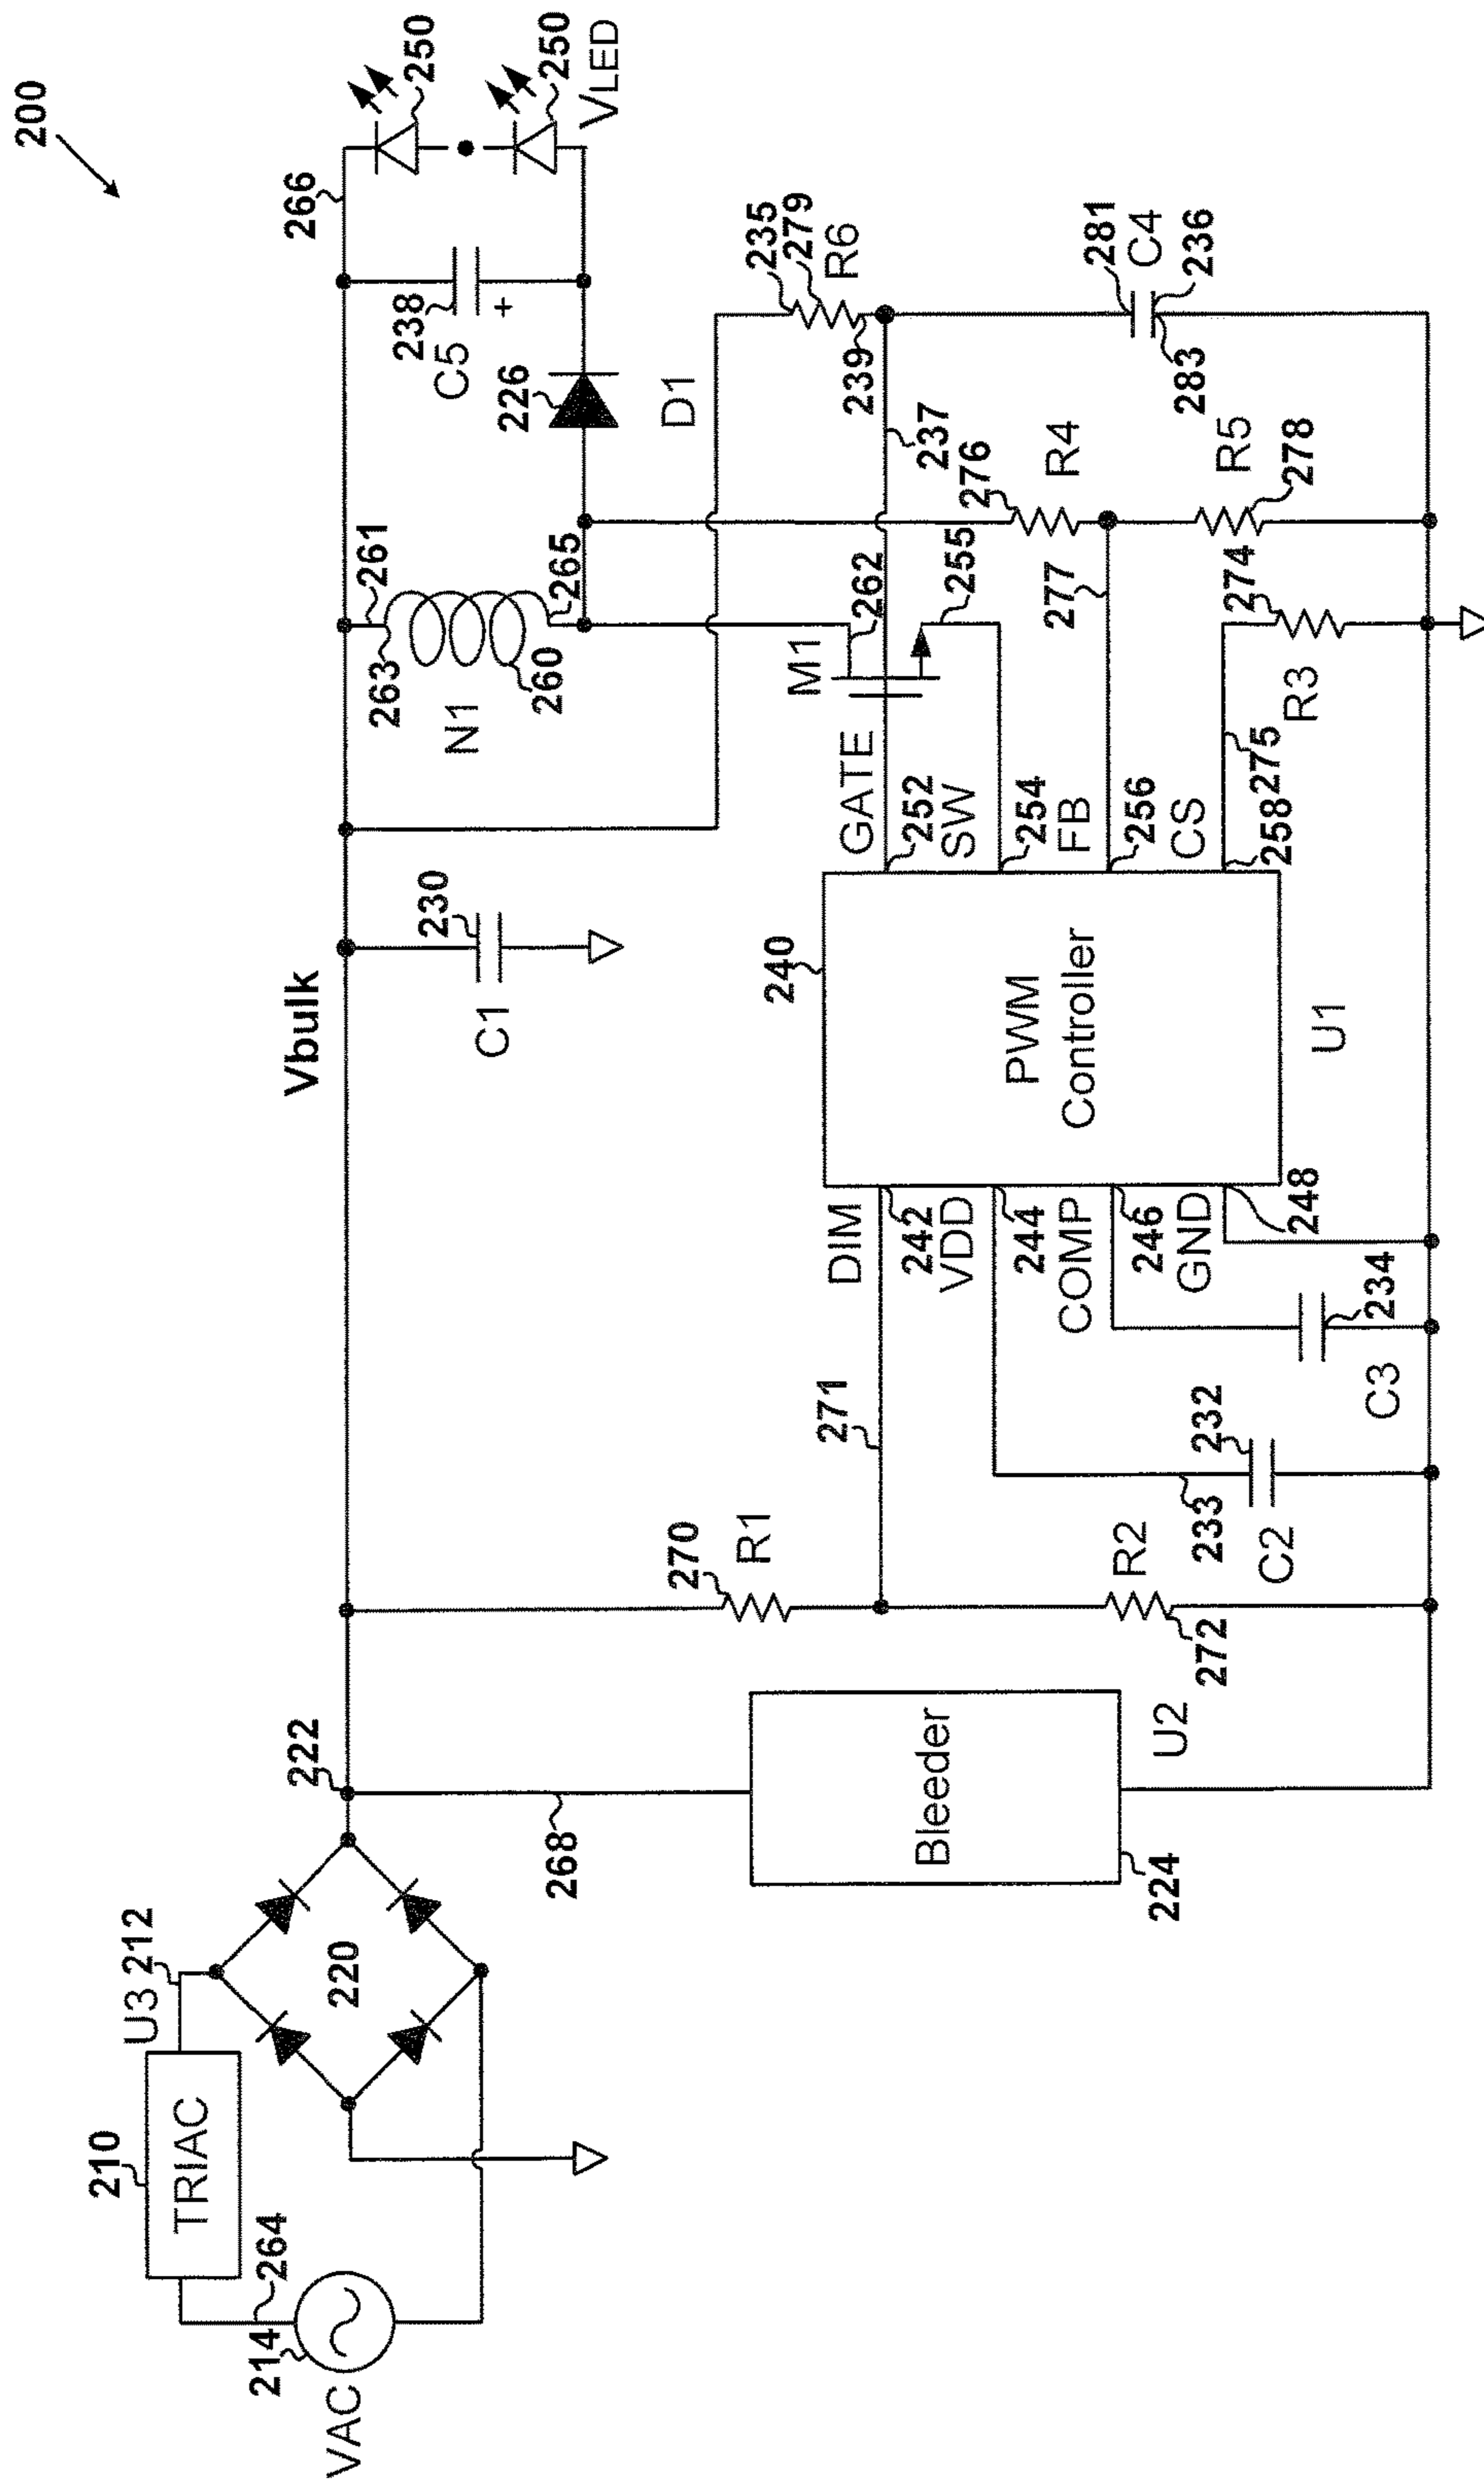 200
210
TRIAC
U3
212
264
214
VAC
220
222
268
Bleeder
U2
224
Vbulk
C1
230
R1
270
271
R2
272
233
232
C2
C3
234
DIM
242
VDD
244
COMP
246
GND
248
240
PWM
Controller
U1
GATE
252
SW
254
FB
256
CS
258
275
R3
274
M1
262
255
277
276
R4
R5
278
237
239
235
279
R6
281
C4
236
283
N1
260
261
263
265
D1
226
C5
238
+
266
250
250
VLED